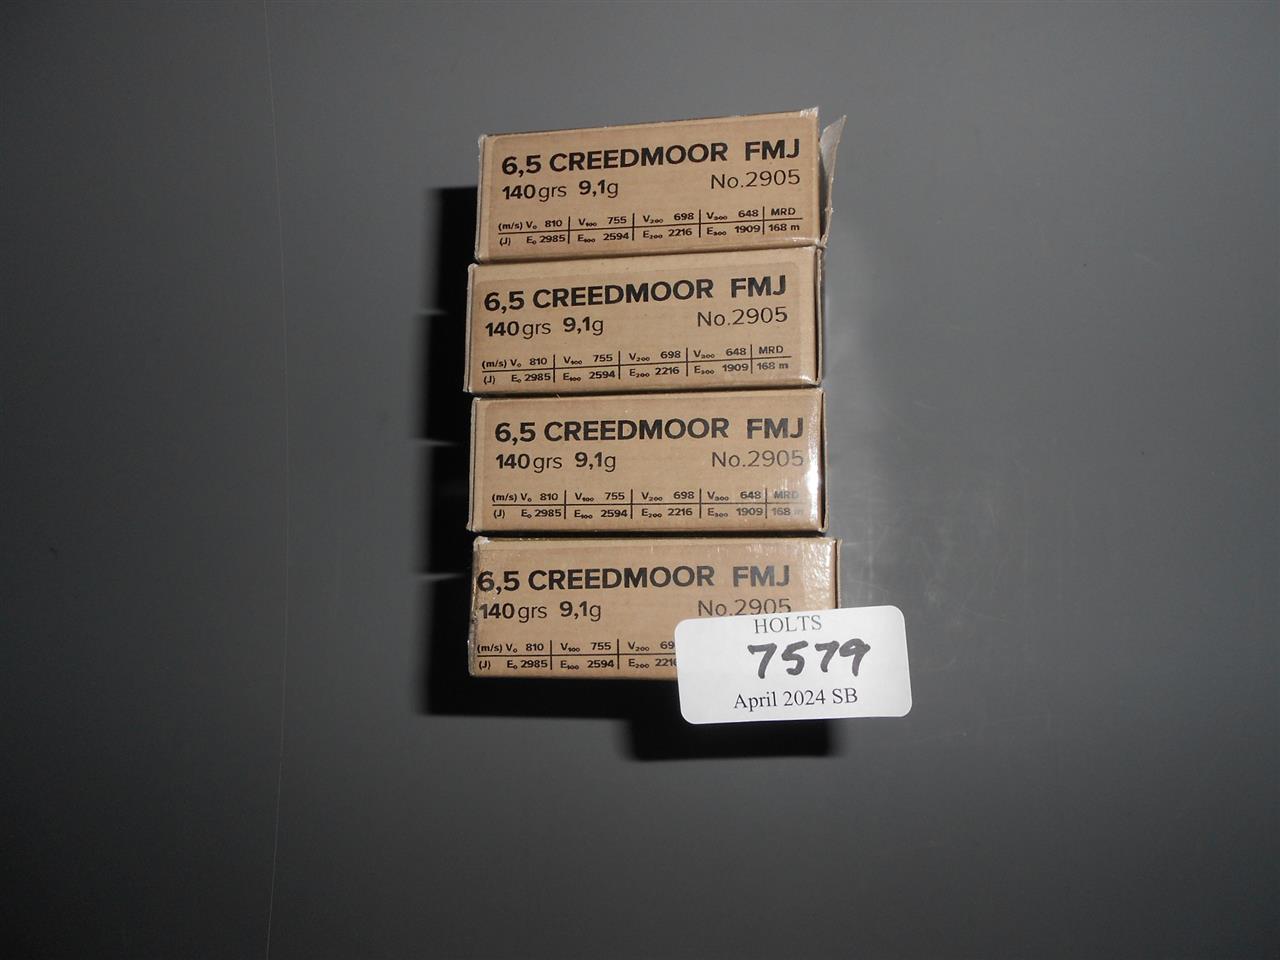 6,5 CREEDMOOR FMJ
140grs 9,1g No.2905
(m/s) V₀ 810 V₁₀₀ 755 V₂₀₀ 698 V₃₀₀ 648 MRD
(J) E₀ 2985 E₁₀₀ 2594 E₂₀₀ 2216 E₃₀₀ 1909 168 m
6,5 CREEDMOOR FMJ
140grs 9,1g No.2905
(m/s) V₀ 810 V₁₀₀ 755 V₂₀₀ 698 V₃₀₀ 648 MRD
(J) E₀ 2985 E₁₀₀ 2594 E₂₀₀ 2216 E₃₀₀ 1909 168 m
6,5 CREEDMOOR FMJ
140grs 9,1g No.2905
(m/s) V₀ 810 V₁₀₀ 755 V₂₀₀ 698 V₃₀₀ 648 MRD
(J) E₀ 2985 E₁₀₀ 2594 E₂₀₀ 2216 E₃₀₀ 1909 168 m
6,5 CREEDMOOR FMJ
140grs 9,1g No.2905
(m/s) V₀ 810 V₁₀₀ 755 V₂₀₀
(J) E₀ 2985 E₁₀₀ 2594 E₂₀₀
HOLTS
7579
April 2024 SB